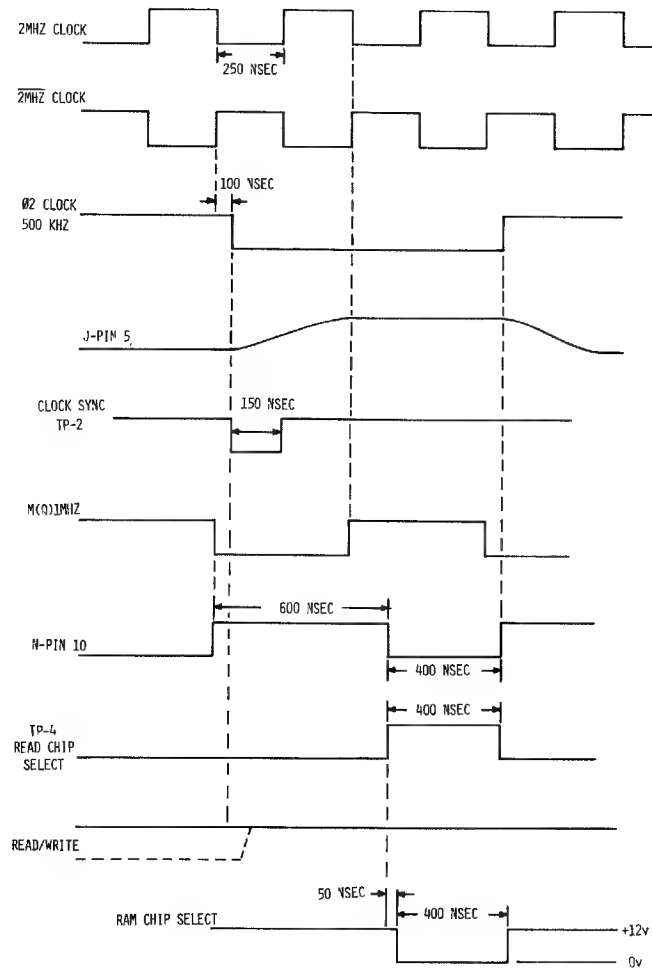 2MHZ CLOCK
250 NSEC
2MHZ CLOCK
100 NSEC
Ø2 CLOCK
500 KHZ
J-PIN 5
CLOCK SYNC
TP-2
150 NSEC
M(Q)1MHZ
600 NSEC
N-PIN 10
400 NSEC
400 NSEC
TP-4
READ CHIP
SELECT
READ/WRITE
50 NSEC
RAM CHIP SELECT
400 NSEC
+12v
0v